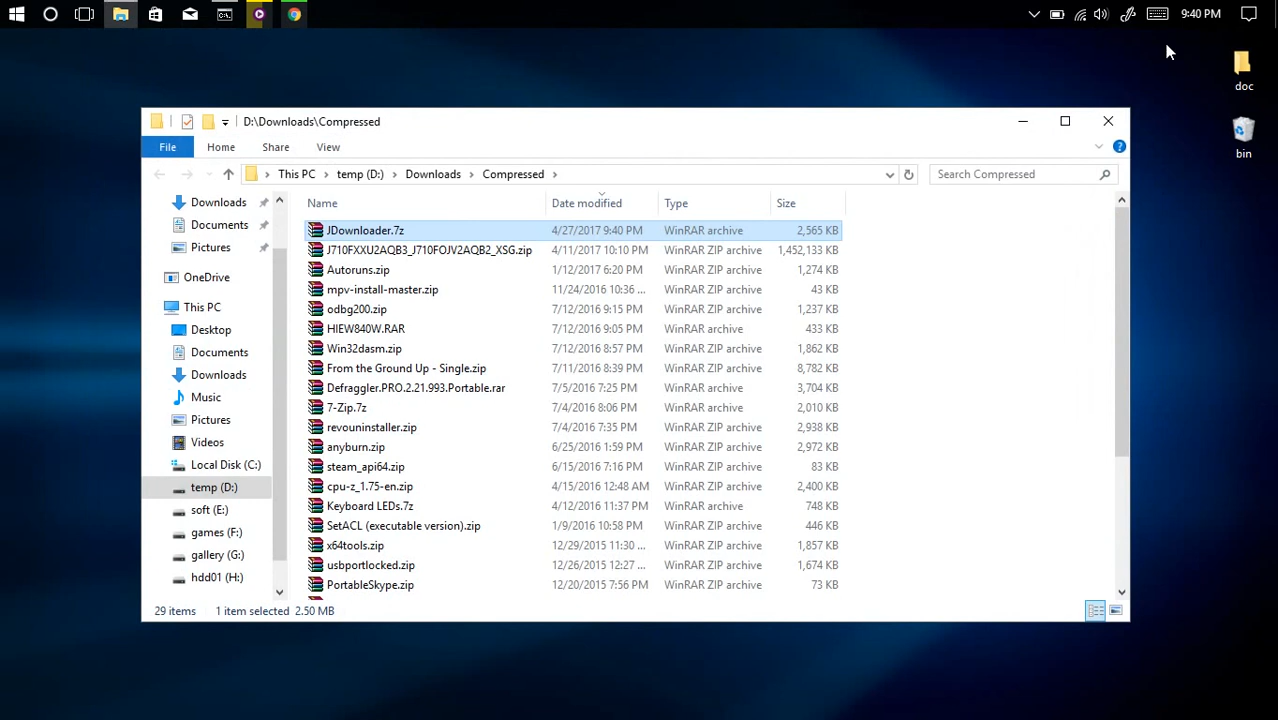 9:40 PM
doc
bin
D:\Downloads\Compressed
File Home Share View
This PC temp (D:) Downloads Compressed
Search Compressed
Downloads
Documents
Pictures
OneDrive
This PC
Desktop
Documents
Downloads
Music
Pictures
Videos
Local Disk (C:)
temp (D:)
soft (E:)
games (F:)
gallery (G:)
hdd01 (H:)
Name Date modified Type Size
JDownloader.7z 4/27/2017 9:40 PM WinRAR archive 2,565 KB
J710FXXU2AQB3_J710FOJV2AQB2_XSG.zip 4/11/2017 10:10 PM WinRAR ZIP archive 1,452,133 KB
Autoruns.zip 1/12/2017 6:20 PM WinRAR ZIP archive 1,274 KB
mpv-install-master.zip 11/24/2016 10:36 ... WinRAR ZIP archive 43 KB
odbg200.zip 7/12/2016 9:15 PM WinRAR ZIP archive 1,237 KB
HIEW840W.RAR 7/12/2016 9:05 PM WinRAR archive 433 KB
Win32dasm.zip 7/12/2016 8:57 PM WinRAR ZIP archive 1,862 KB
From the Ground Up - Single.zip 7/11/2016 8:39 PM WinRAR ZIP archive 8,782 KB
Defraggler.PRO.2.21.993.Portable.rar 7/5/2016 7:25 PM WinRAR archive 3,704 KB
7-Zip.7z 7/4/2016 8:06 PM WinRAR archive 2,010 KB
revouninstaller.zip 7/4/2016 7:35 PM WinRAR ZIP archive 2,938 KB
anyburn.zip 6/25/2016 1:59 PM WinRAR ZIP archive 2,972 KB
steam_api64.zip 6/15/2016 7:16 PM WinRAR ZIP archive 83 KB
cpu-z_1.75-en.zip 4/15/2016 12:48 AM WinRAR ZIP archive 2,400 KB
Keyboard LEDs.7z 4/12/2016 11:37 PM WinRAR archive 748 KB
SetACL (executable version).zip 1/9/2016 10:58 PM WinRAR ZIP archive 446 KB
x64tools.zip 12/29/2015 11:30 ... WinRAR ZIP archive 1,857 KB
usbportlocked.zip 12/26/2015 12:27 ... WinRAR ZIP archive 1,674 KB
PortableSkype.zip 12/20/2015 7:56 PM WinRAR ZIP archive 73 KB
29 items 1 item selected 2.50 MB